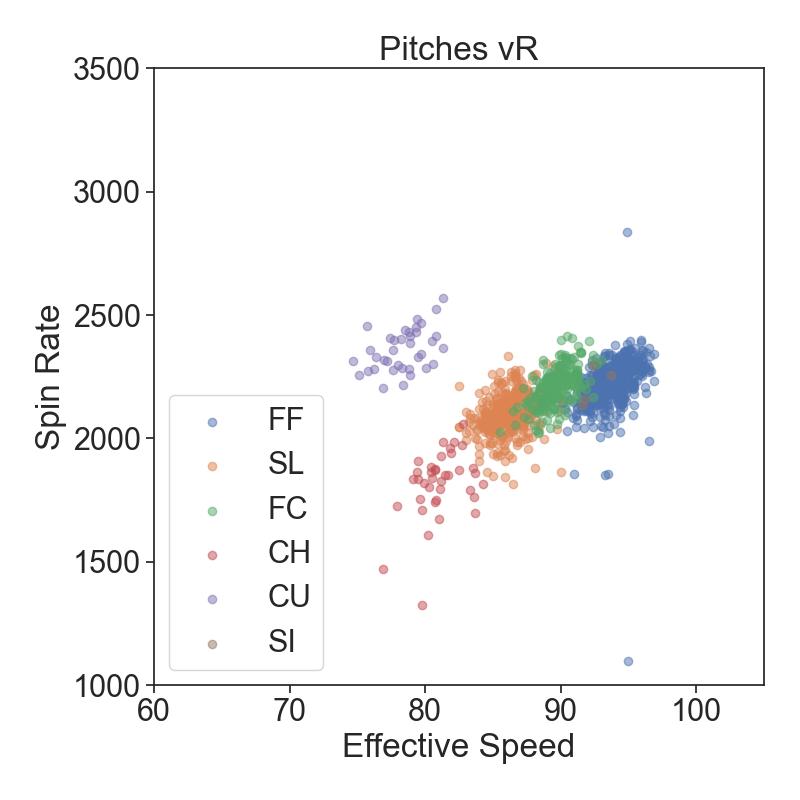 Pitches vR
3500
3000
2500
2000
1500
1000
Spin Rate
FF
SL
FC
CH
CU
SI
60 70 80 90 100
Effective Speed